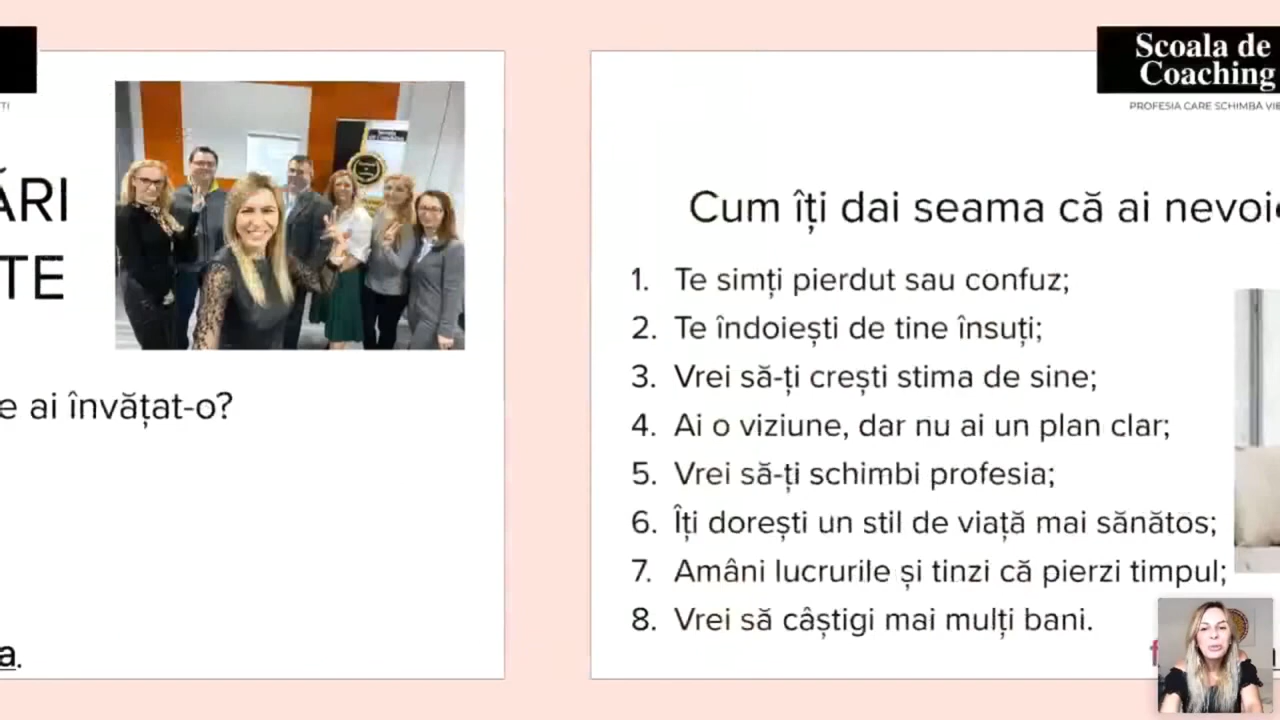 ȚI
ĂRI
TE
e ai învățat-o?
a.
Scoala de
Coaching
Scoala de
Coaching
PROFESIA CARE SCHIMBĂ VIE
Cum îți dai seama că ai nevoie
1. Te simți pierdut sau confuz;
2. Te îndoiești de tine însuți;
3. Vrei să-ți crești stima de sine;
4. Ai o viziune, dar nu ai un plan clar;
5. Vrei să-ți schimbi profesia;
6. Îți dorești un stil de viață mai sănătos;
7. Amâni lucrurile și tinzi că pierzi timpul;
8. Vrei să câștigi mai mulți bani.